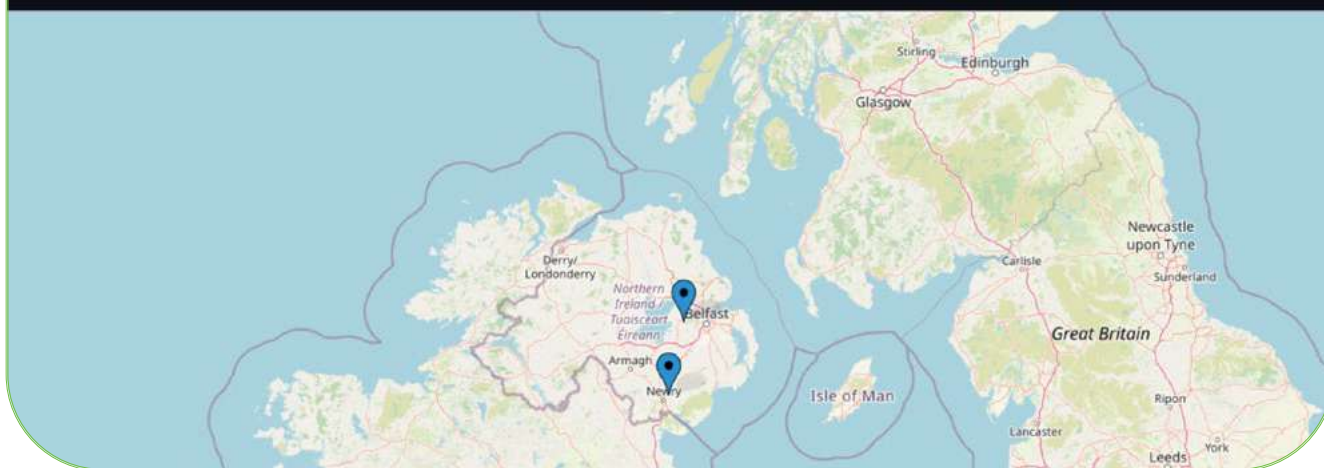 Stirling
Edinburgh
Glasgow
Newcastle
upon Tyne
Derry/
Londonderry
Carlisle
Sunderland
Northern
Ireland /
Tuaisceart
Éireann
Belfast
Great Britain
Armagh
Newry
Isle of Man
Ripon
Lancaster
York
Leeds